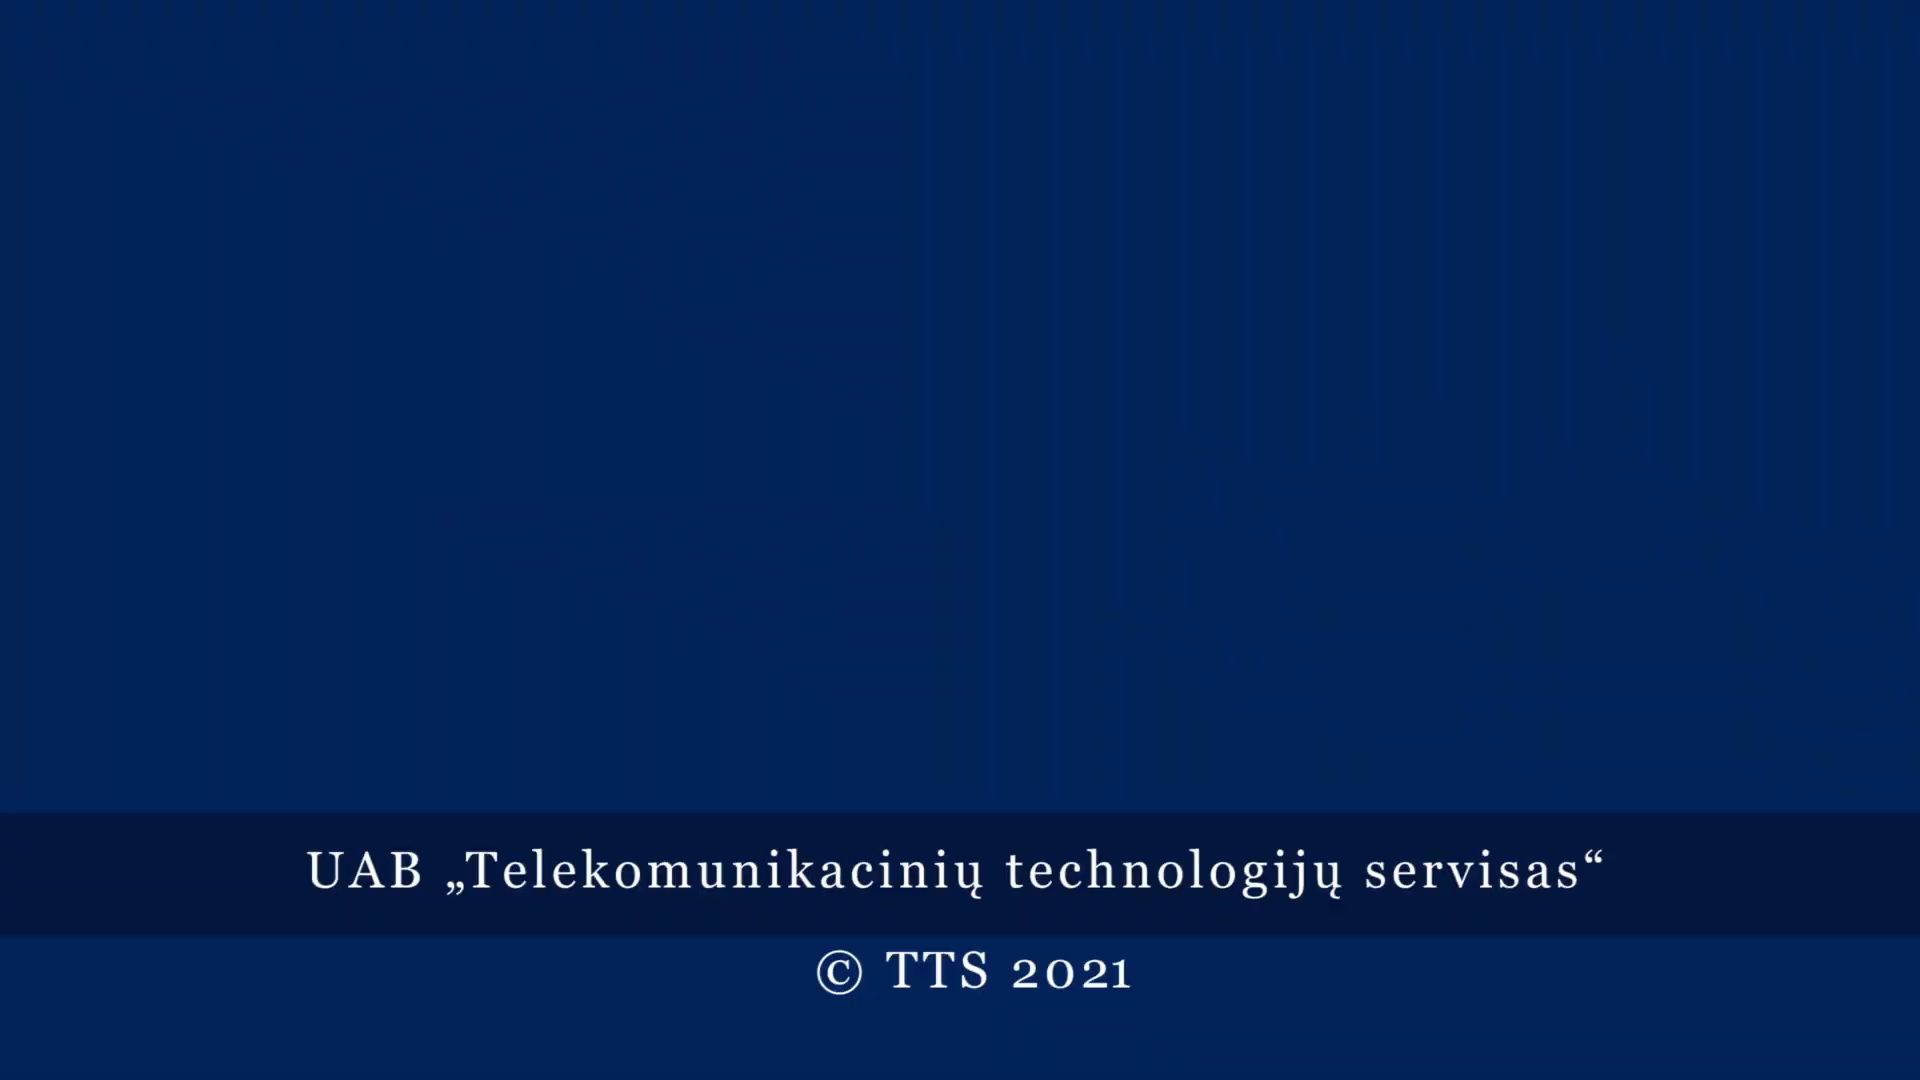 UAB „Telekomunikacinių technologijų servisas“
© TTS 2021